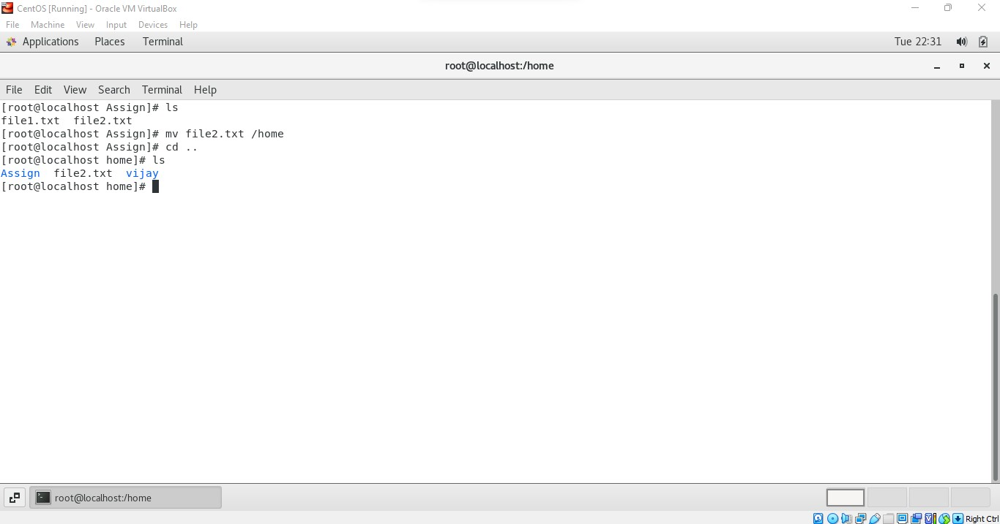 CentOS [Running] - Oracle VM VirtualBox
File Machine View Input Devices Help
Applications Places Terminal Tue 22:31
root@localhost:/home
File Edit View Search Terminal Help
[root@localhost Assign]# ls
file1.txt  file2.txt
[root@localhost Assign]# mv file2.txt /home
[root@localhost Assign]# cd ..
[root@localhost home]# ls
Assign  file2.txt  vijay
[root@localhost home]#
root@localhost:/home
Right Ctrl